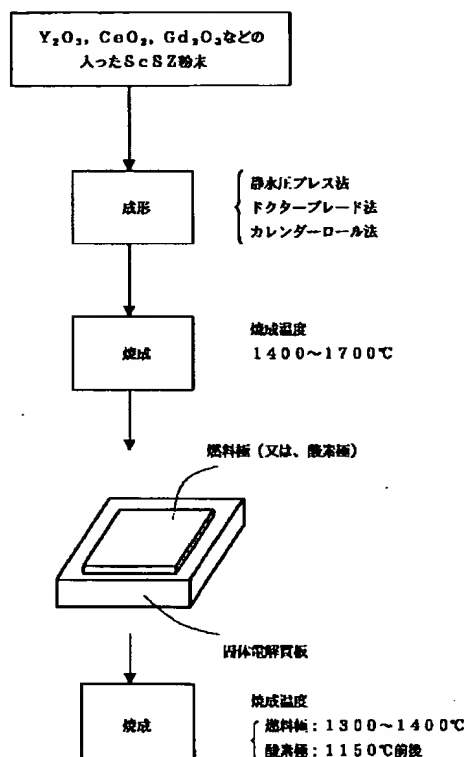 Y₂O₃, CeO₂, Gd₂O₃などの
入ったScSZ粉末
成形
静水圧プレス法
ドクターブレード法
カレンダーロール法
焼成
焼成温度
1400～1700℃
燃料極（又は、酸素極）
固体電解質板
焼成
焼成温度
燃料極：1300～1400℃
酸素極：1150℃前後